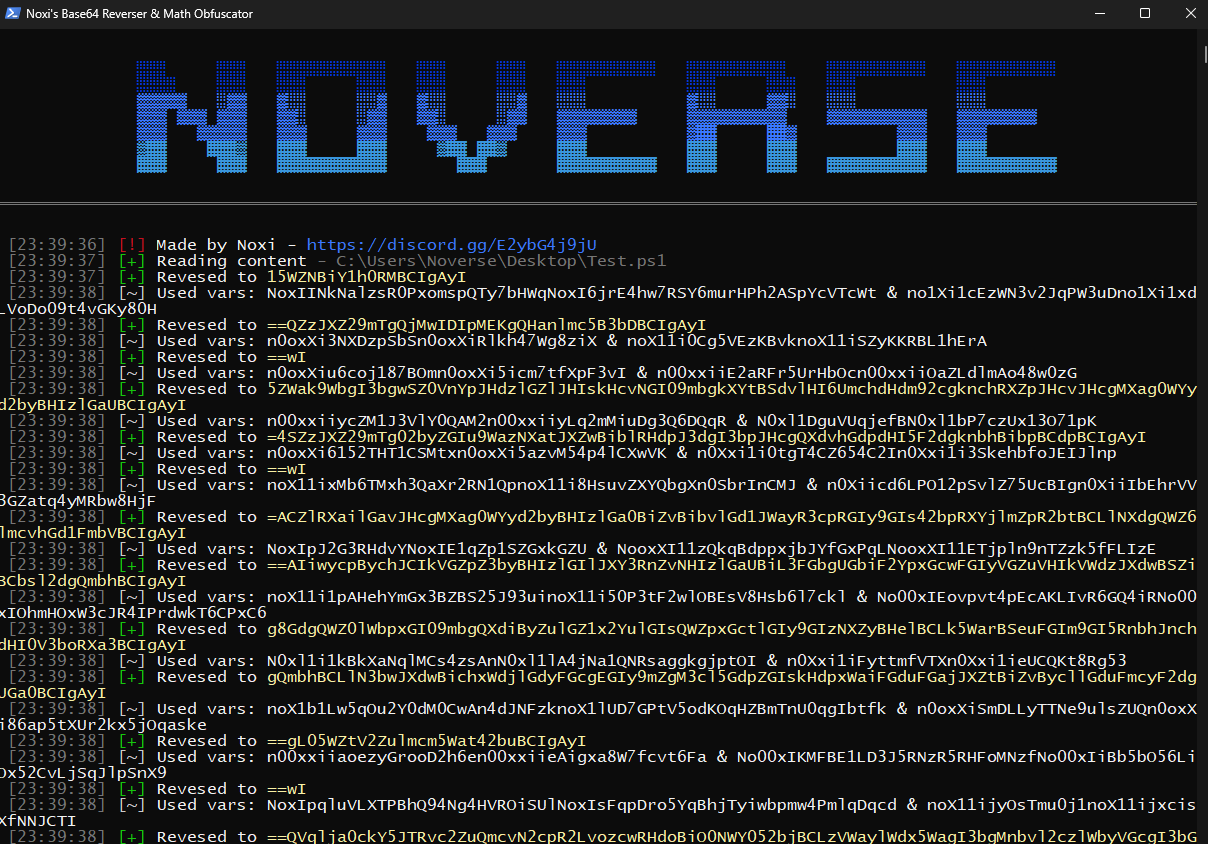 Noxi's Base64 Reverser & Math Obfuscator
NOVERSE
[23:39:36] [!] Made by Noxi - https://discord.gg/E2ybG4j9jU
[23:39:37] [+] Reading content - C:\Users\Noverse\Desktop\Test.ps1
[23:39:37] [+] Revesed to 15WZNBiY1h0RMBCIgAyI
[23:39:38] [~] Used vars: NoxIINkNalzsR0PxomspQTy7bHWqNoxI6jrE4hw7RSY6murHPh2ASpYcVTcWt & no1Xi1cEzWN3v2JqPW3uDno1Xi1xd
LVoDoO9t4vGKy80H
[23:39:38] [+] Revesed to ==QZzJXZ29mTgQjMwIDIpMEKgQHanlmc5B3bDBCIgAyI
[23:39:38] [~] Used vars: n0oxXi3NXDzpSbSn0oxXiRlkh47Wg8ziX & noX11i0Cg5VEzKBvknoX11iSZyKKRBL1hErA
[23:39:38] [+] Revesed to ==wI
[23:39:38] [~] Used vars: n0oxXiu6coj187BOmn0oxXi5icm7tfXpF3vI & n00xxiiE2aRFr5UrHbOcn00xxiiOaZLdlmAo48w0zG
[23:39:38] [+] Revesed to 5ZWak9WbgI3bgwSZ0VnYpJHdzlGZlJHIskHcvNGI09mbgkXYtBSdvlHI6UmchdHdm92cgknchRXZpJHcvJHcgMXag0WYy
d2byBHIzlGaUBCIgAyI
[23:39:38] [~] Used vars: n00xxiiyczZM1J3VlY0QAM2n00xxiiyLq2mMiuDg3Q6DQqR & N0xl1DguVUqjefBN0xl1bP7czUx13O71pK
[23:39:38] [+] Revesed to =4SZzJXZ29mTg02byZGIu9WazNXatJXZwBiblRHdpJ3dgI3bpJHcgQXdvhGdpdHI5F2dgknbhBibpBCdpBCIgAyI
[23:39:38] [~] Used vars: n0oxXi6152THT1CSMtxn0oxXi5azvM54p4lCXwVK & n0Xxi1i0tgT4CZ654C2In0Xxi1i3SkehbfoJEIJlnp
[23:39:38] [+] Revesed to ==wI
[23:39:38] [~] Used vars: noX11ixMb6TMxh3QaXr2RN1QpnoX11i8HsuvZXYQbgXn0SbrInCMJ & n0Xiicd6LPO12pSvlZ75UcBIgn0XiiIbEhrVV
3GZatq4yMRbw8HjF
[23:39:38] [+] Revesed to =ACZlRXailGavJHcgMXag0WYyd2byBHIzlGa0BiZvBibvlGd1JWayR3cpRGIy9GIs42bpRXYjlmZpR2btBCLlNXdgQWZ6
lmcvhGd1FmbVBCIgAyI
[23:39:38] [~] Used vars: NoxIpJ2G3RHdvYNoxIE1qZp1SZGxkGZU & NooxXI11zQkqBdppxjbJYfGxPqLNooxXI11ETjpln9nTZzk5fFLIzE
[23:39:38] [+] Revesed to ==AIiwycpBychJCIkVGZpZ3byBHIzlGIlJXY3RnZvNHIzlGaUBiL3FGbgUGbiF2YpxGcwFGIyVGZuVHIkVWdzJXdwBSZi
BCbsl2dgQmbhBCIgAyI
[23:39:38] [~] Used vars: noX11i1pAHehYmGx3BZBS25J93uinoX11i50P3tF2wlOBEsV8Hsb6l7ckl & No00xIEovpvt4pEcAKLIvR6GQ4iRNo00
xIOhmHOxW3cJR4IPrdwkT6CPxC6
[23:39:38] [+] Revesed to g8GdgQWZ0lWbpxGI09mbgQXdiByZulGZ1x2YulGIsQWZpxGctlGIy9GIzNXZyBHelBCLk5WarBSeuFGIm9GI5RnbhJnch
dHI0V3boRXa3BCIgAyI
[23:39:38] [~] Used vars: N0xl1i1kBkXaNqlMCs4zsAnN0xl1lA4jNa1QNRsaggkgjptOI & n0Xxi1iFyttmfVTXn0Xxi1ieUCQKt8Rg53
[23:39:38] [+] Revesed to gQmbhBCLlN3bwJXdwBichxWdjlGdyFGcgEGIy9mZgM3cl5GdpZGIskHdpxWaiFGduFGajJXZtBiZvBycllGduFmcyF2dg
UGa0BCIgAyI
[23:39:38] [~] Used vars: noX1b1Lw5qOu2Y0dM0CwAn4dJNFzknoX1lUD7GPtV5odKOqHZBmTnU0qgIbtfk & n0oxXiSmDLLyTTNe9ulsZUQn0oxX
i86ap5tXUr2kx5jOqaske
[23:39:38] [+] Revesed to ==gL05WZtV2Zulmcm5Wat42buBCIgAyI
[23:39:38] [~] Used vars: n00xxiiaoezyGrooD2h6en00xxiieAigxa8W7fcvt6Fa & No00xIKMFBE1LD3J5RNzR5RHFoMNzfNo00xIiBb5bO56Li
Ox52CvLjSqJlpSnX9
[23:39:38] [+] Revesed to ==wI
[23:39:38] [~] Used vars: NoxIpqluVLXTPBhQ94Ng4HVROiSUlNoxIsFqpDro5YqBhjTyiwbpmw4PmlqDqcd & noX11ijyOsTmu0j1noX11ijxcis
XfNNJCTI
[23:39:38] [+] Revesed to ==QVqlja0ckY5JTRvc2ZuQmcvN2cpR2LvozcwRHdoBiO0NWY052bjBCLzVWaylWdx5WagI3bgMnbvl2czlWbyVGcgI3bG